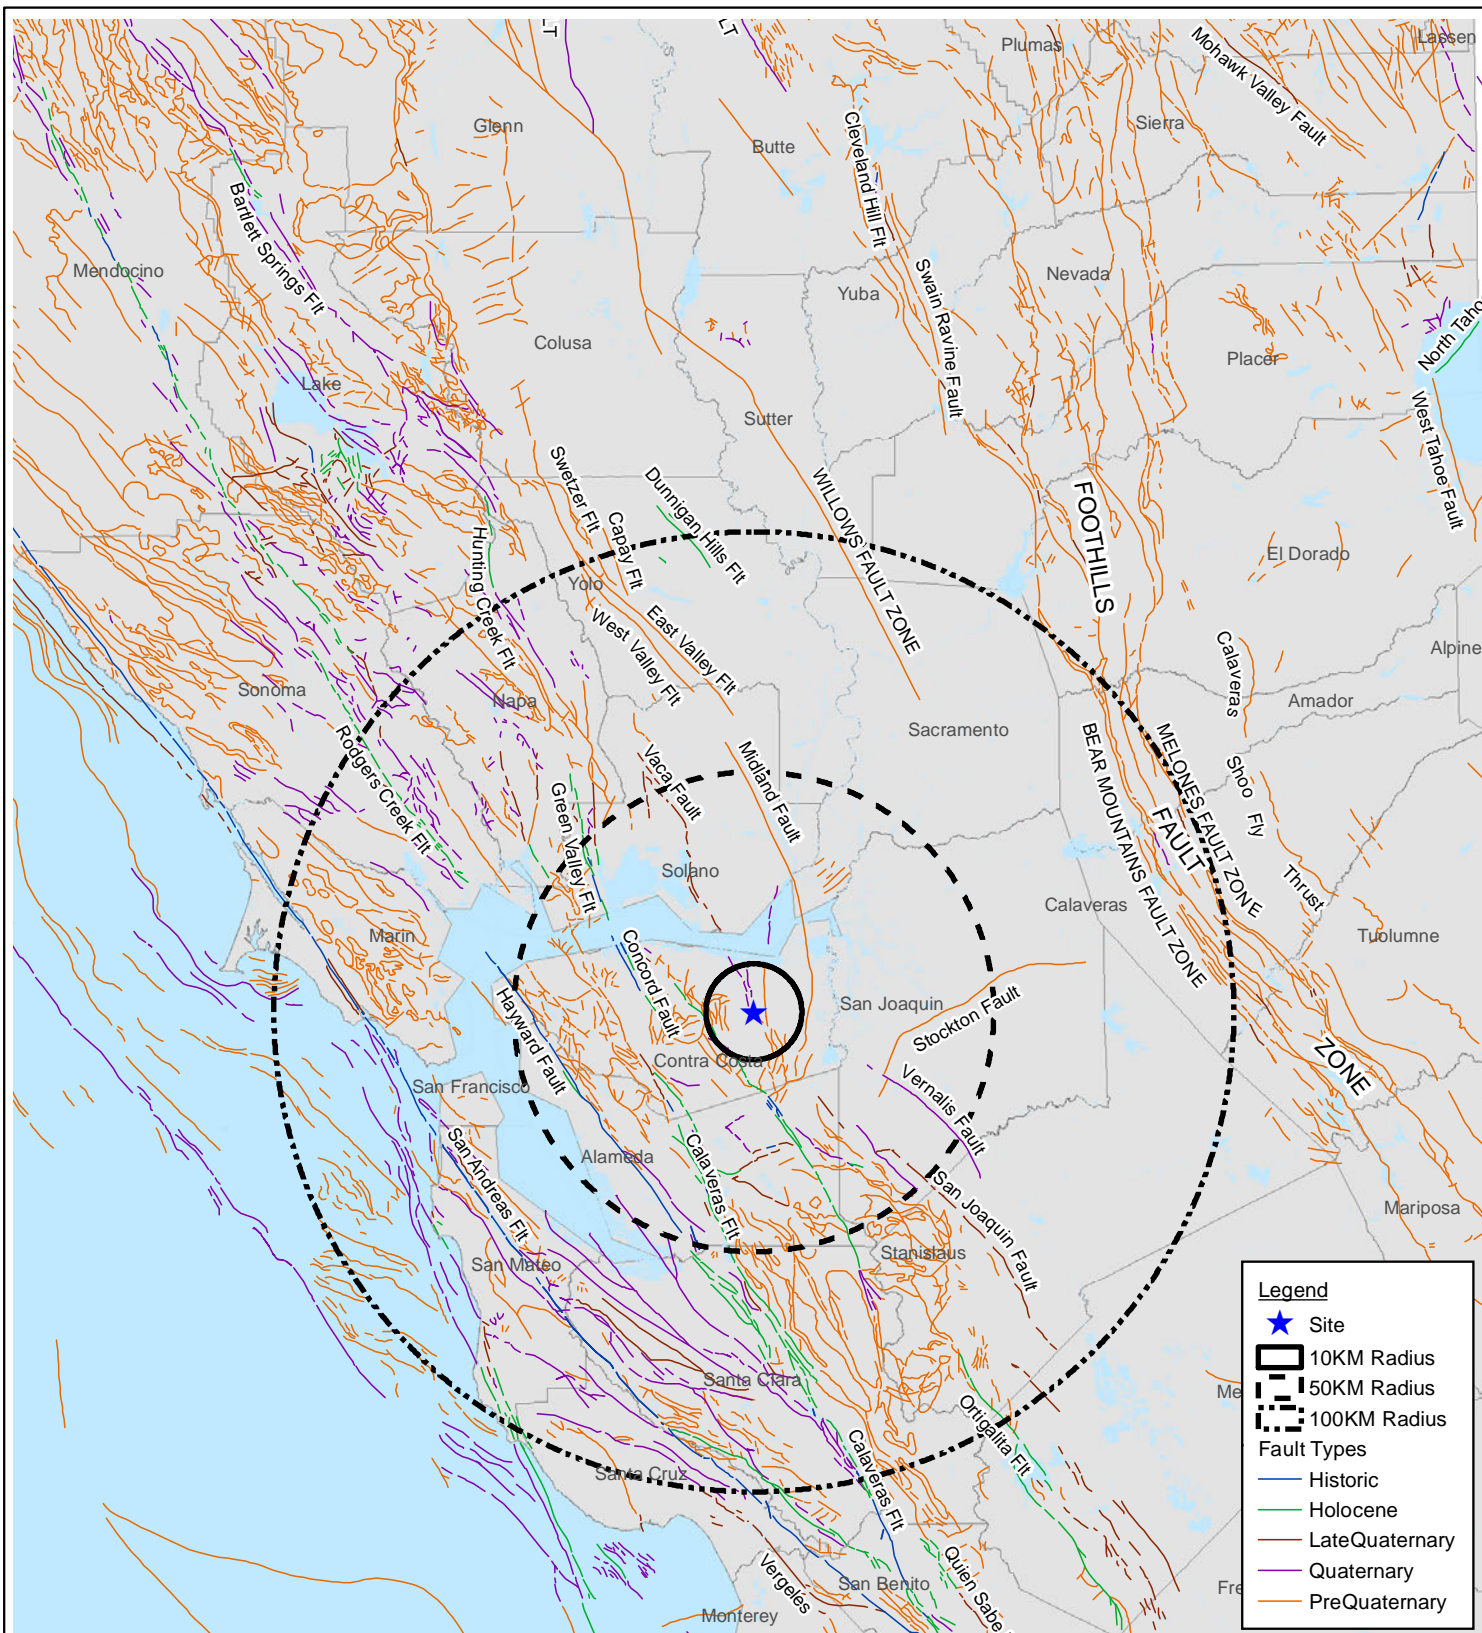 LT
LT
Plumas
Lassen
Mohawk Valley Fault
Glenn
Butte
Sierra
Cleveland Hill Flt
Bartlett Springs Flt
Mendocino
Nevada
Yuba
Swain Ravine Fault
North Taho
Colusa
Placer
Lake
Sutter
West Tahoe Fault
Swetzer Flt
Dunnigan Hills Flt
WILLOWS FAULT ZONE
FOOTHILLS
FAULT
ZONE
Capay Flt
Hunting Creek Flt
El Dorado
Yolo
West Valley Flt
East Valley Flt
Calaveras
Shoo Fly
Thrust
Alpine
Sonoma
Napa
Amador
Sacramento
Rodgers Creek Flt
Vaca Fault
Midland Fault
BEAR MOUNTAINS FAULT ZONE
MELONES FAULT ZONE
Green Valley Flt
Solano
Calaveras
Marin
Tuolumne
Concord Fault
Hayward Fault
San Joaquin
Stockton Fault
Contra Costa
San Francisco
Vernalis Fault
San Andreas Flt
Alameda
Calaveras Flt
San Joaquin Fault
Mariposa
San Mateo
Stanislaus
Santa Clara
Me
Ortigalita Flt
Santa Cruz
Calaveras Flt
Vergeles
San Benito
Quien Sabe
Fre
Monterey
Legend
Site
10KM Radius
50KM Radius
100KM Radius
Fault Types
Historic
Holocene
LateQuaternary
Quaternary
PreQuaternary